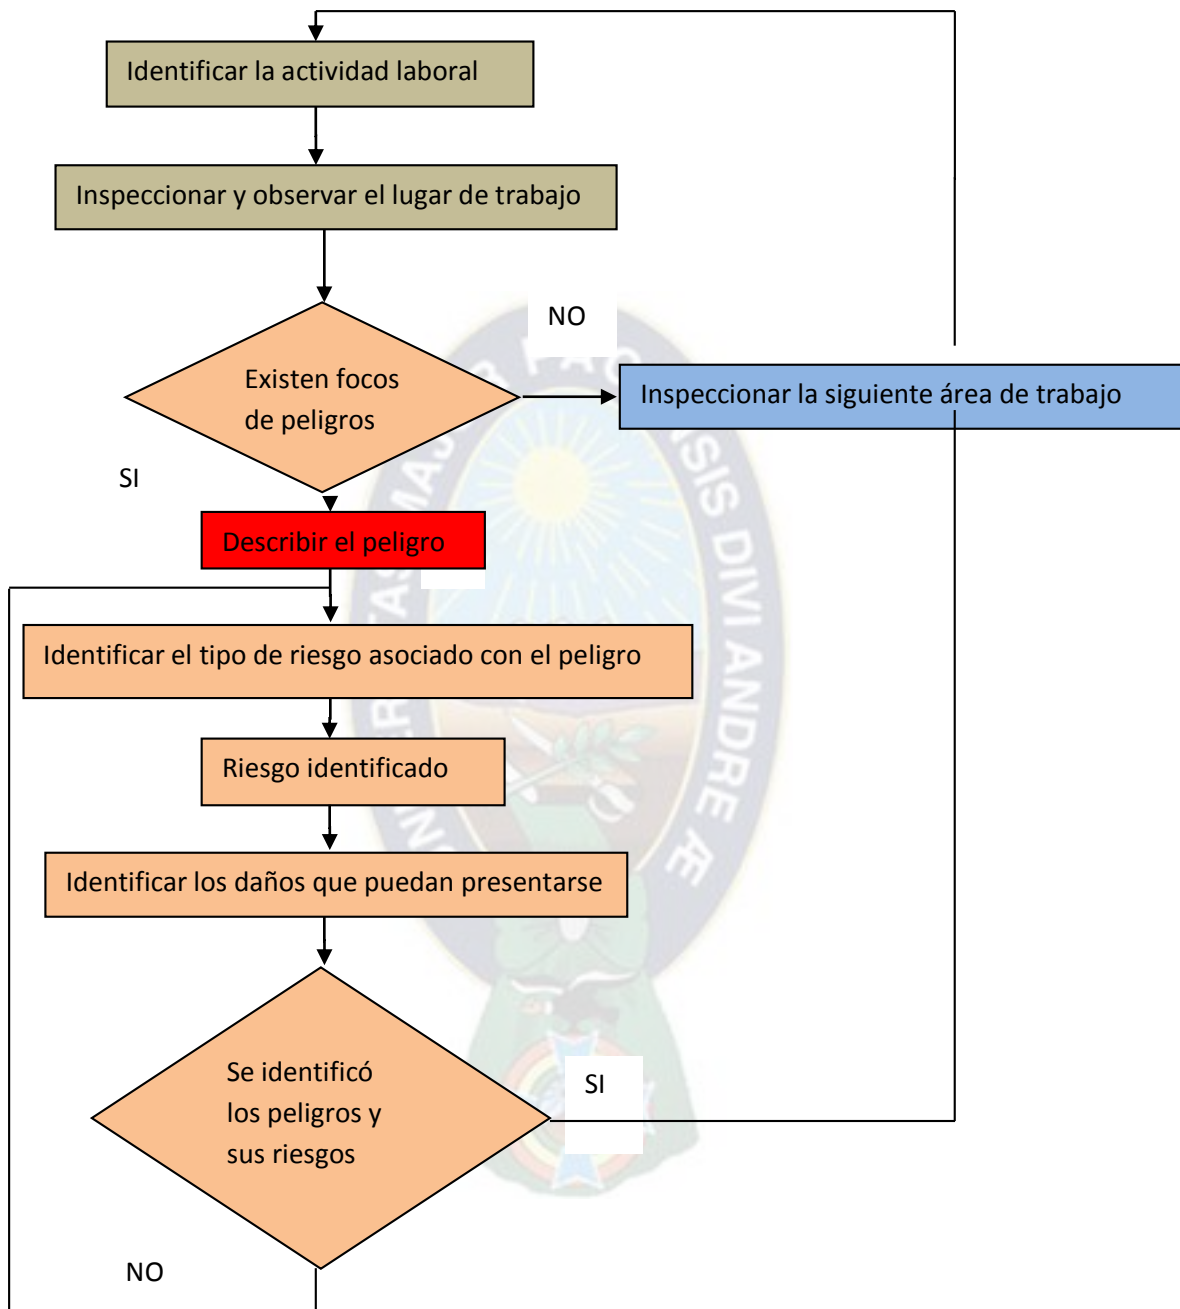 Identificar la actividad laboral
Inspeccionar y observar el lugar de trabajo
NO
Existen focos
de peligros
Inspeccionar la siguiente área de trabajo
SI
Describir el peligro
Identificar el tipo de riesgo asociado con el peligro
Riesgo identificado
Identificar los daños que puedan presentarse
Se identificó
los peligros y
sus riesgos
SI
NO